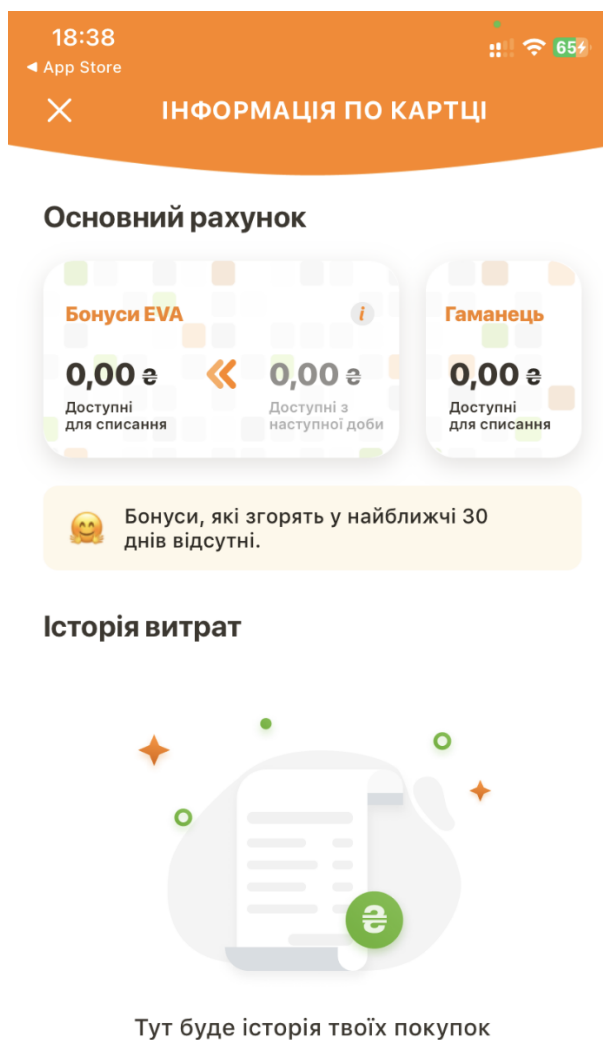 18:38
65
◀ App Store
ІНФОРМАЦІЯ ПО КАРТЦІ
Основний рахунок
Бонуси EVA
i
0,00 ₴
0,00 ₴
Доступні
для списання
Доступні з
наступної доби
Гаманець
0,00 ₴
Доступні
для списання
Бонуси, які згорять у найближчі 30
днів відсутні.
Історія витрат
₴
Тут буде історія твоїх покупок